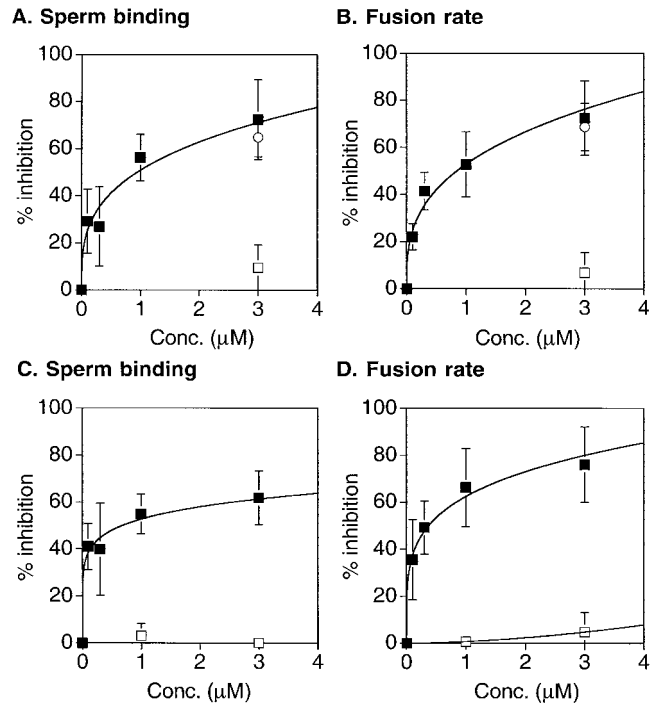 A. Sperm binding
B. Fusion rate
100
80
60
40
20
0
% inhibition
0 1 2 3 4
Conc. (μM)
100
80
60
40
20
0
% inhibition
0 1 2 3 4
Conc. (μM)
C. Sperm binding
D. Fusion rate
100
80
60
40
20
0
% inhibition
0 1 2 3 4
Conc. (μM)
100
80
60
40
20
0
% inhibition
0 1 2 3 4
Conc. (μM)